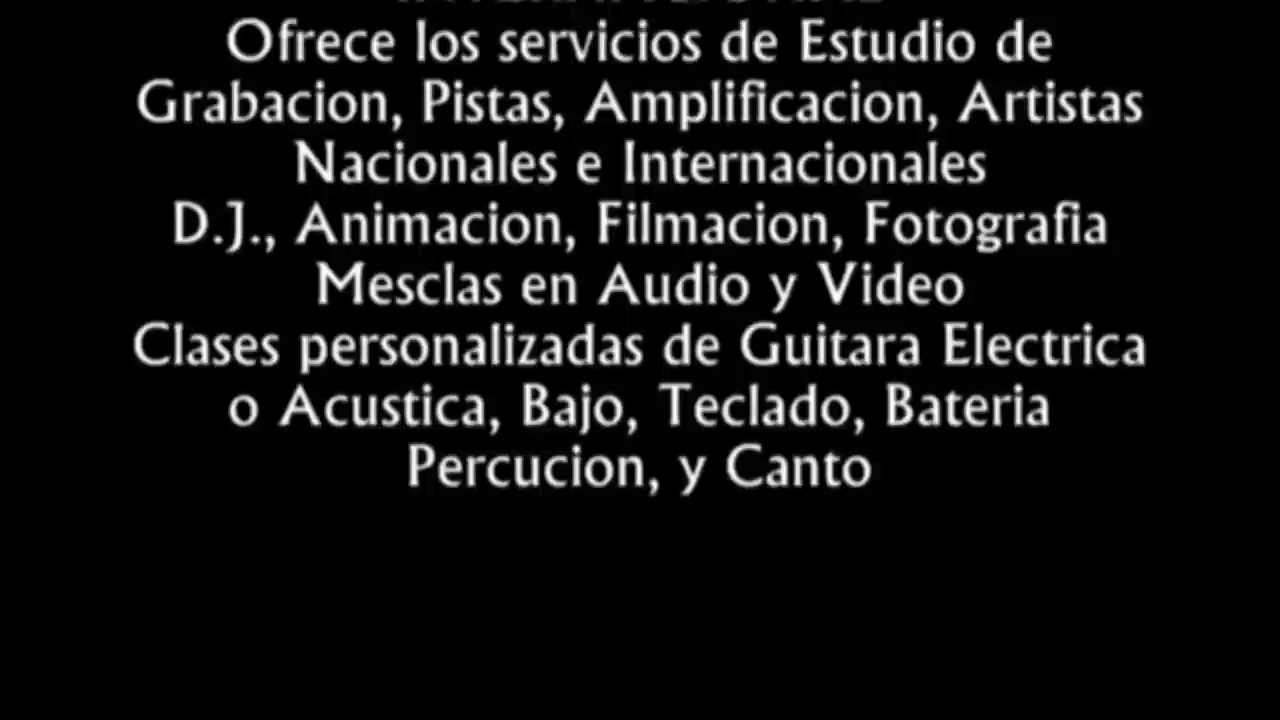 Ofrece los servicios de Estudio de
Grabacion, Pistas, Amplificacion, Artistas
Nacionales e Internacionales
D.J., Animacion, Filmacion, Fotografia
Mesclas en Audio y Video
Clases personalizadas de Guitara Electrica
o Acustica, Bajo, Teclado, Bateria
Percucion, y Canto